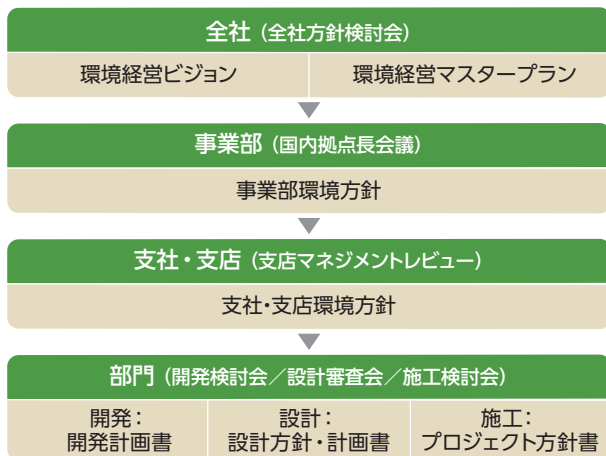 全社（全社方針検討会）
環境経営ビジョン
環境経営マスタープラン
事業部（国内拠点長会議）
事業部環境方針
支社・支店（支店マネジメントレビュー）
支社・支店環境方針
部門（開発検討会／設計審査会／施工検討会）
開発：
開発計画書
設計：
設計方針・計画書
施工：
プロジェクト方針書